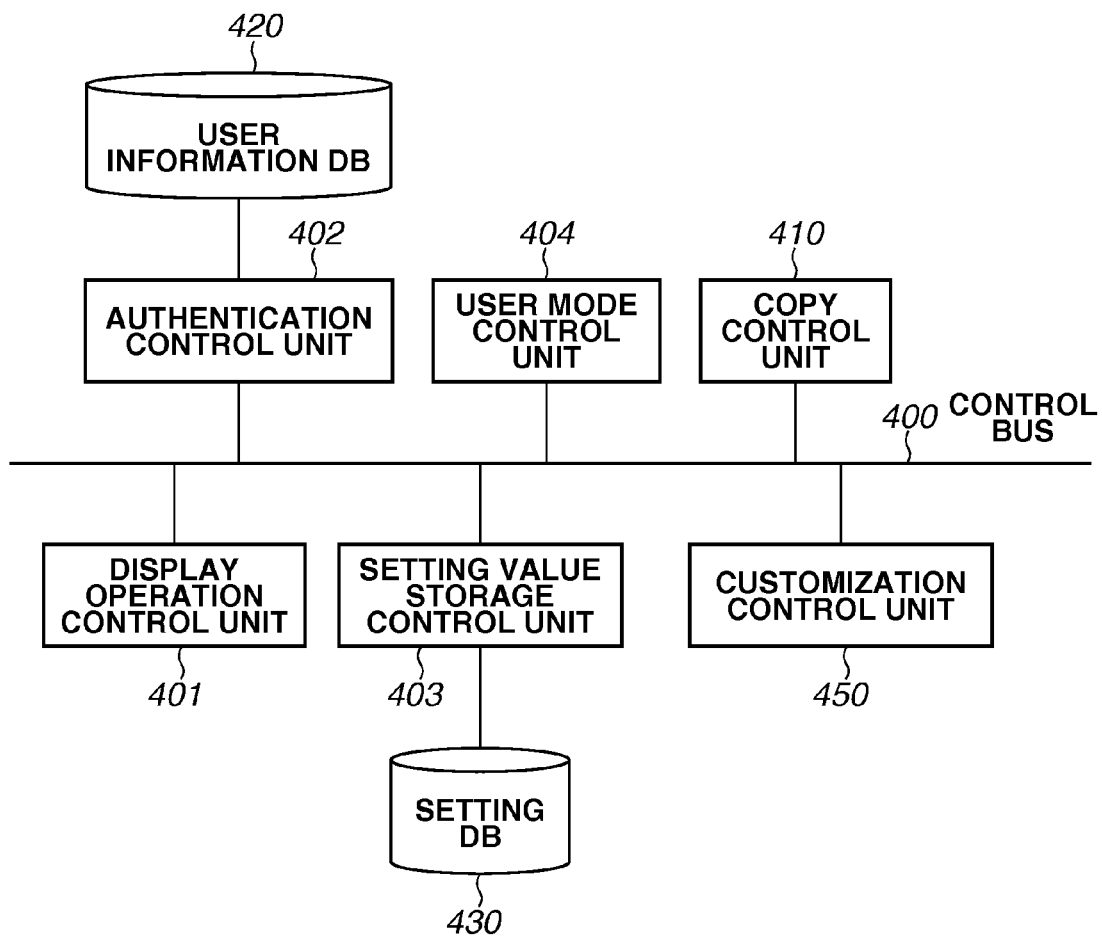 420
USER
INFORMATION DB
402
404
410
AUTHENTICATION
CONTROL UNIT
USER MODE
CONTROL
UNIT
COPY
CONTROL
UNIT
400
CONTROL
BUS
DISPLAY
OPERATION
CONTROL UNIT
SETTING VALUE
STORAGE
CONTROL UNIT
CUSTOMIZATION
CONTROL UNIT
401
403
450
SETTING
DB
430